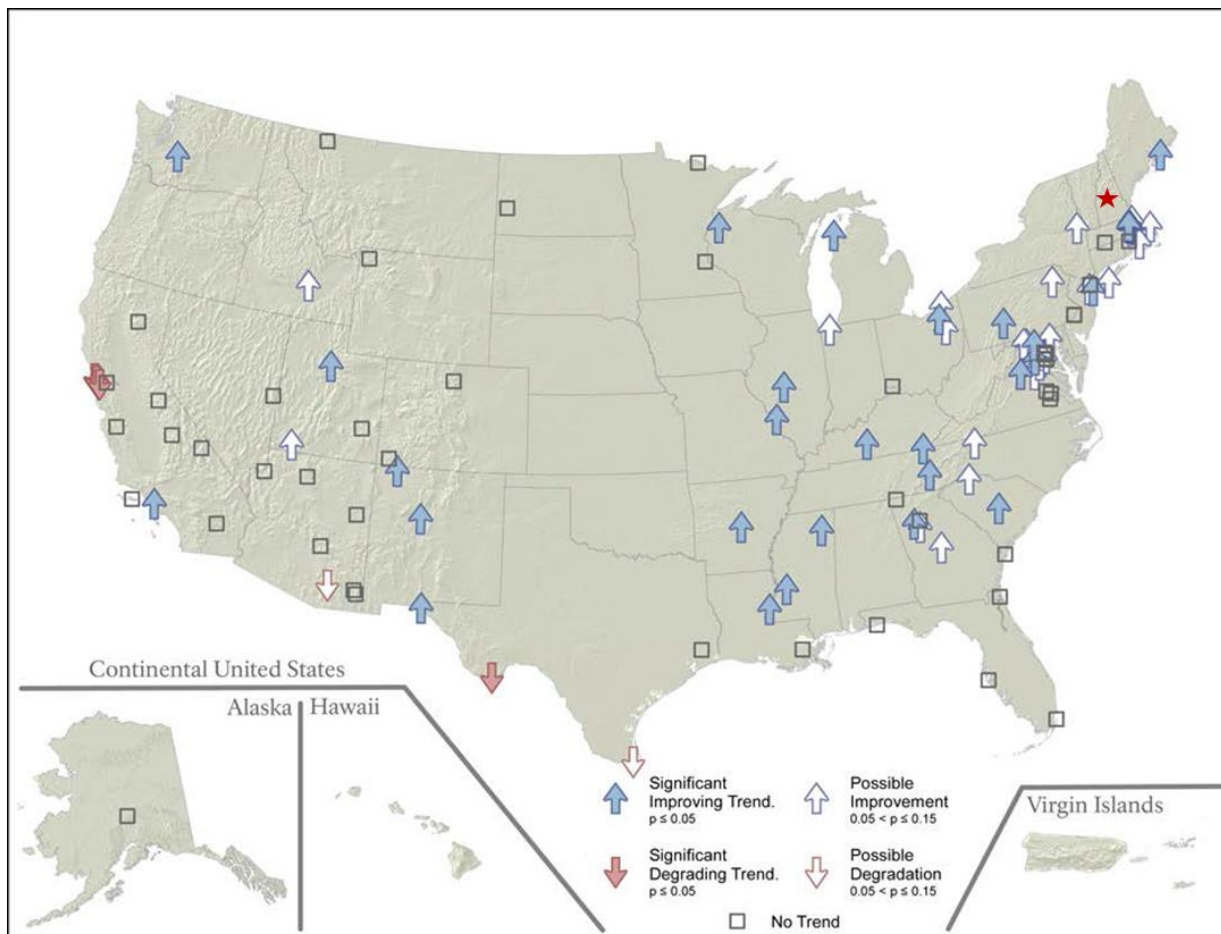 Continental United States
Alaska
Hawaii
Significant
Improving Trend.
p ≤ 0.05
Possible
Improvement
0.05 < p ≤ 0.15
Significant
Degrading Trend.
p ≤ 0.05
Possible
Degradation
0.05 < p ≤ 0.15
No Trend
Virgin Islands